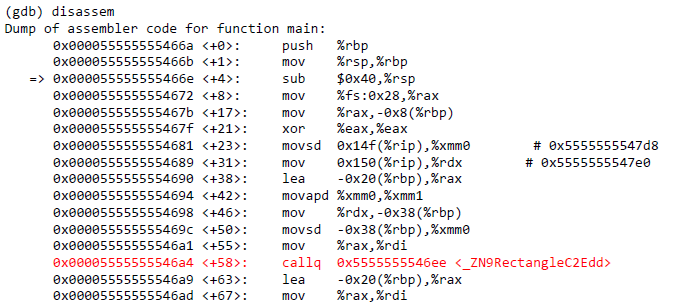 (gdb) disassem
Dump of assembler code for function main:
0x000055555555466a <+0>: push %rbp
0x000055555555466b <+1>: mov %rsp,%rbp
=> 0x000055555555466e <+4>: sub $0x40,%rsp
0x0000555555554672 <+8>: mov %fs:0x28,%rax
0x000055555555467b <+17>: mov %rax,-0x8(%rbp)
0x000055555555467f <+21>: xor %eax,%eax
0x0000555555554681 <+23>: movsd 0x14f(%rip),%xmm0 # 0x5555555547d8
0x0000555555554689 <+31>: mov 0x150(%rip),%rdx # 0x5555555547e0
0x0000555555554690 <+38>: lea -0x20(%rbp),%rax
0x0000555555554694 <+42>: movapd %xmm0,%xmm1
0x0000555555554698 <+46>: mov %rdx,-0x38(%rbp)
0x000055555555469c <+50>: movsd -0x38(%rbp),%xmm0
0x00005555555546a1 <+55>: mov %rax,%rdi
0x00005555555546a4 <+58>: callq 0x5555555546ee <_ZN9RectangleC2Edd>
0x00005555555546a9 <+63>: lea -0x20(%rbp),%rax
0x00005555555546ad <+67>: mov %rax,%rdi